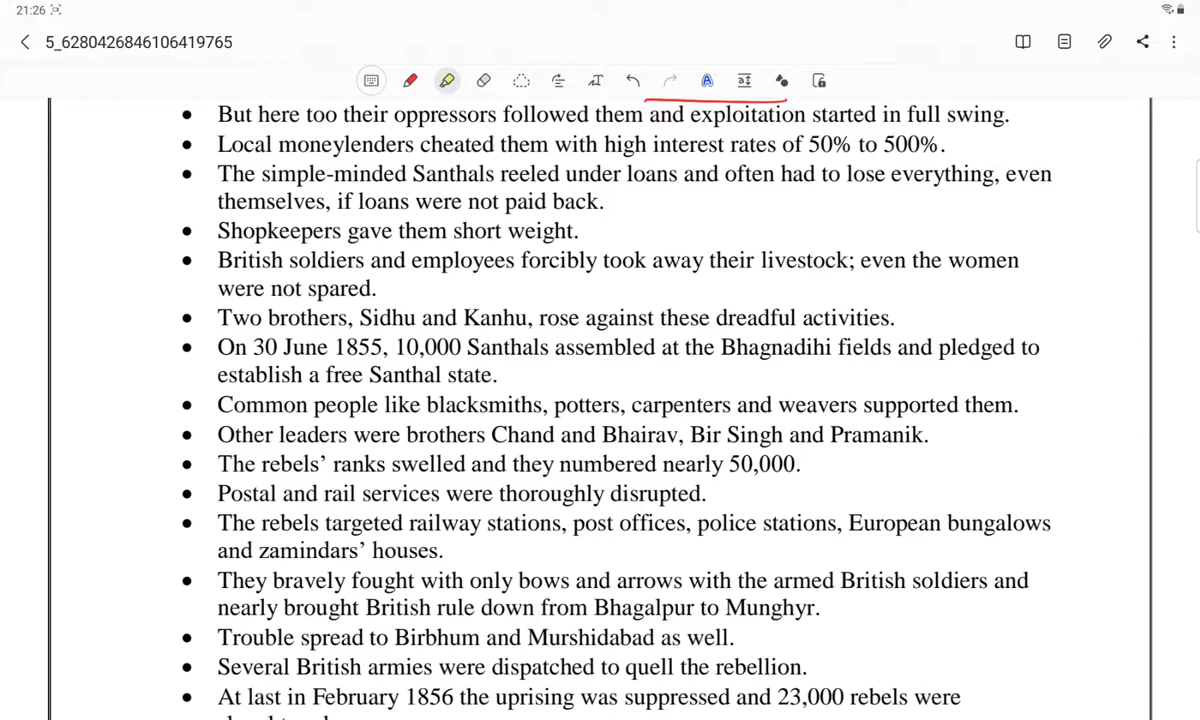 21:26
5_6280426846106419765
• But here too their oppressors followed them and exploitation started in full swing.
• Local moneylenders cheated them with high interest rates of 50% to 500%.
• The simple-minded Santhals reeled under loans and often had to lose everything, even
themselves, if loans were not paid back.
• Shopkeepers gave them short weight.
• British soldiers and employees forcibly took away their livestock; even the women
were not spared.
• Two brothers, Sidhu and Kanhu, rose against these dreadful activities.
• On 30 June 1855, 10,000 Santhals assembled at the Bhagnadihi fields and pledged to
establish a free Santhal state.
• Common people like blacksmiths, potters, carpenters and weavers supported them.
• Other leaders were brothers Chand and Bhairav, Bir Singh and Pramanik.
• The rebels’ ranks swelled and they numbered nearly 50,000.
• Postal and rail services were thoroughly disrupted.
• The rebels targeted railway stations, post offices, police stations, European bungalows
and zamindars’ houses.
• They bravely fought with only bows and arrows with the armed British soldiers and
nearly brought British rule down from Bhagalpur to Munghyr.
• Trouble spread to Birbhum and Murshidabad as well.
• Several British armies were dispatched to quell the rebellion.
• At last in February 1856 the uprising was suppressed and 23,000 rebels were